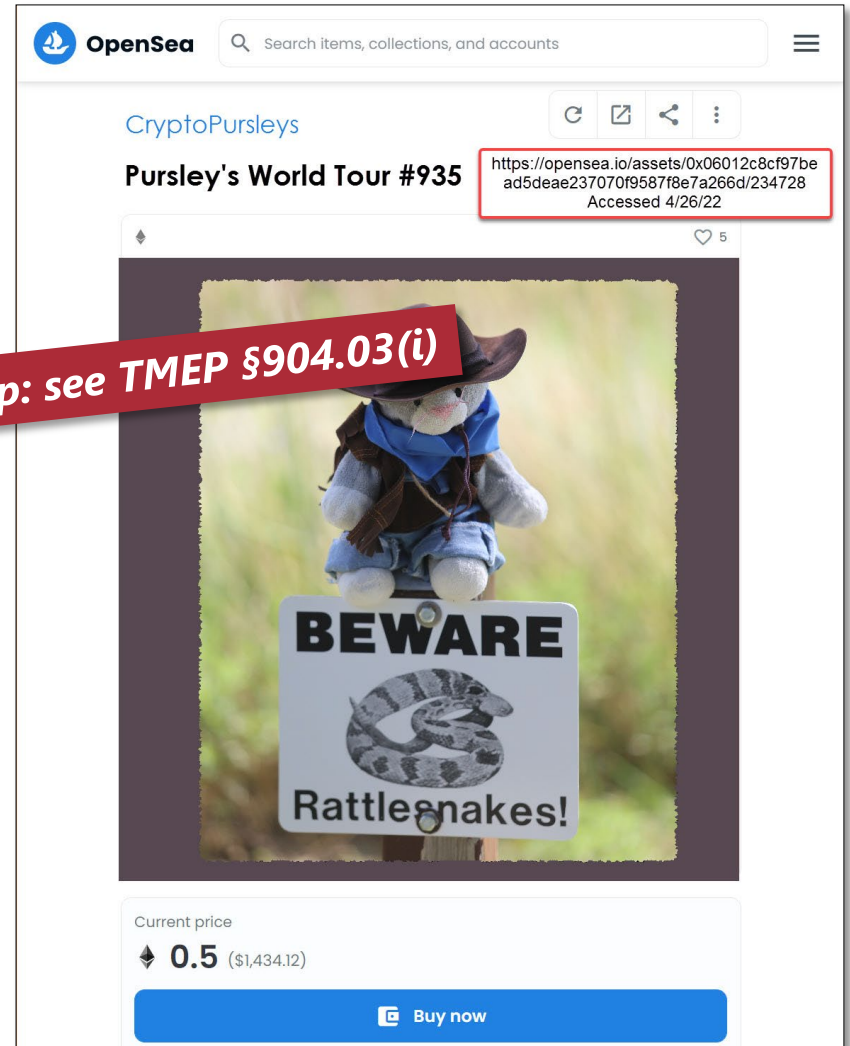 OpenSea
Search items, collections, and accounts
CryptoPursleys
Pursley's World Tour #935
https://opensea.io/assets/0x06012c8cf97be
ad5deae237070f9587f8e7a266d/234728
Accessed 4/26/22
5
see TMEP §904.03(i)
BEWARE
Rattlesnakes!
Current price
0.5 ($1,434.12)
Buy now